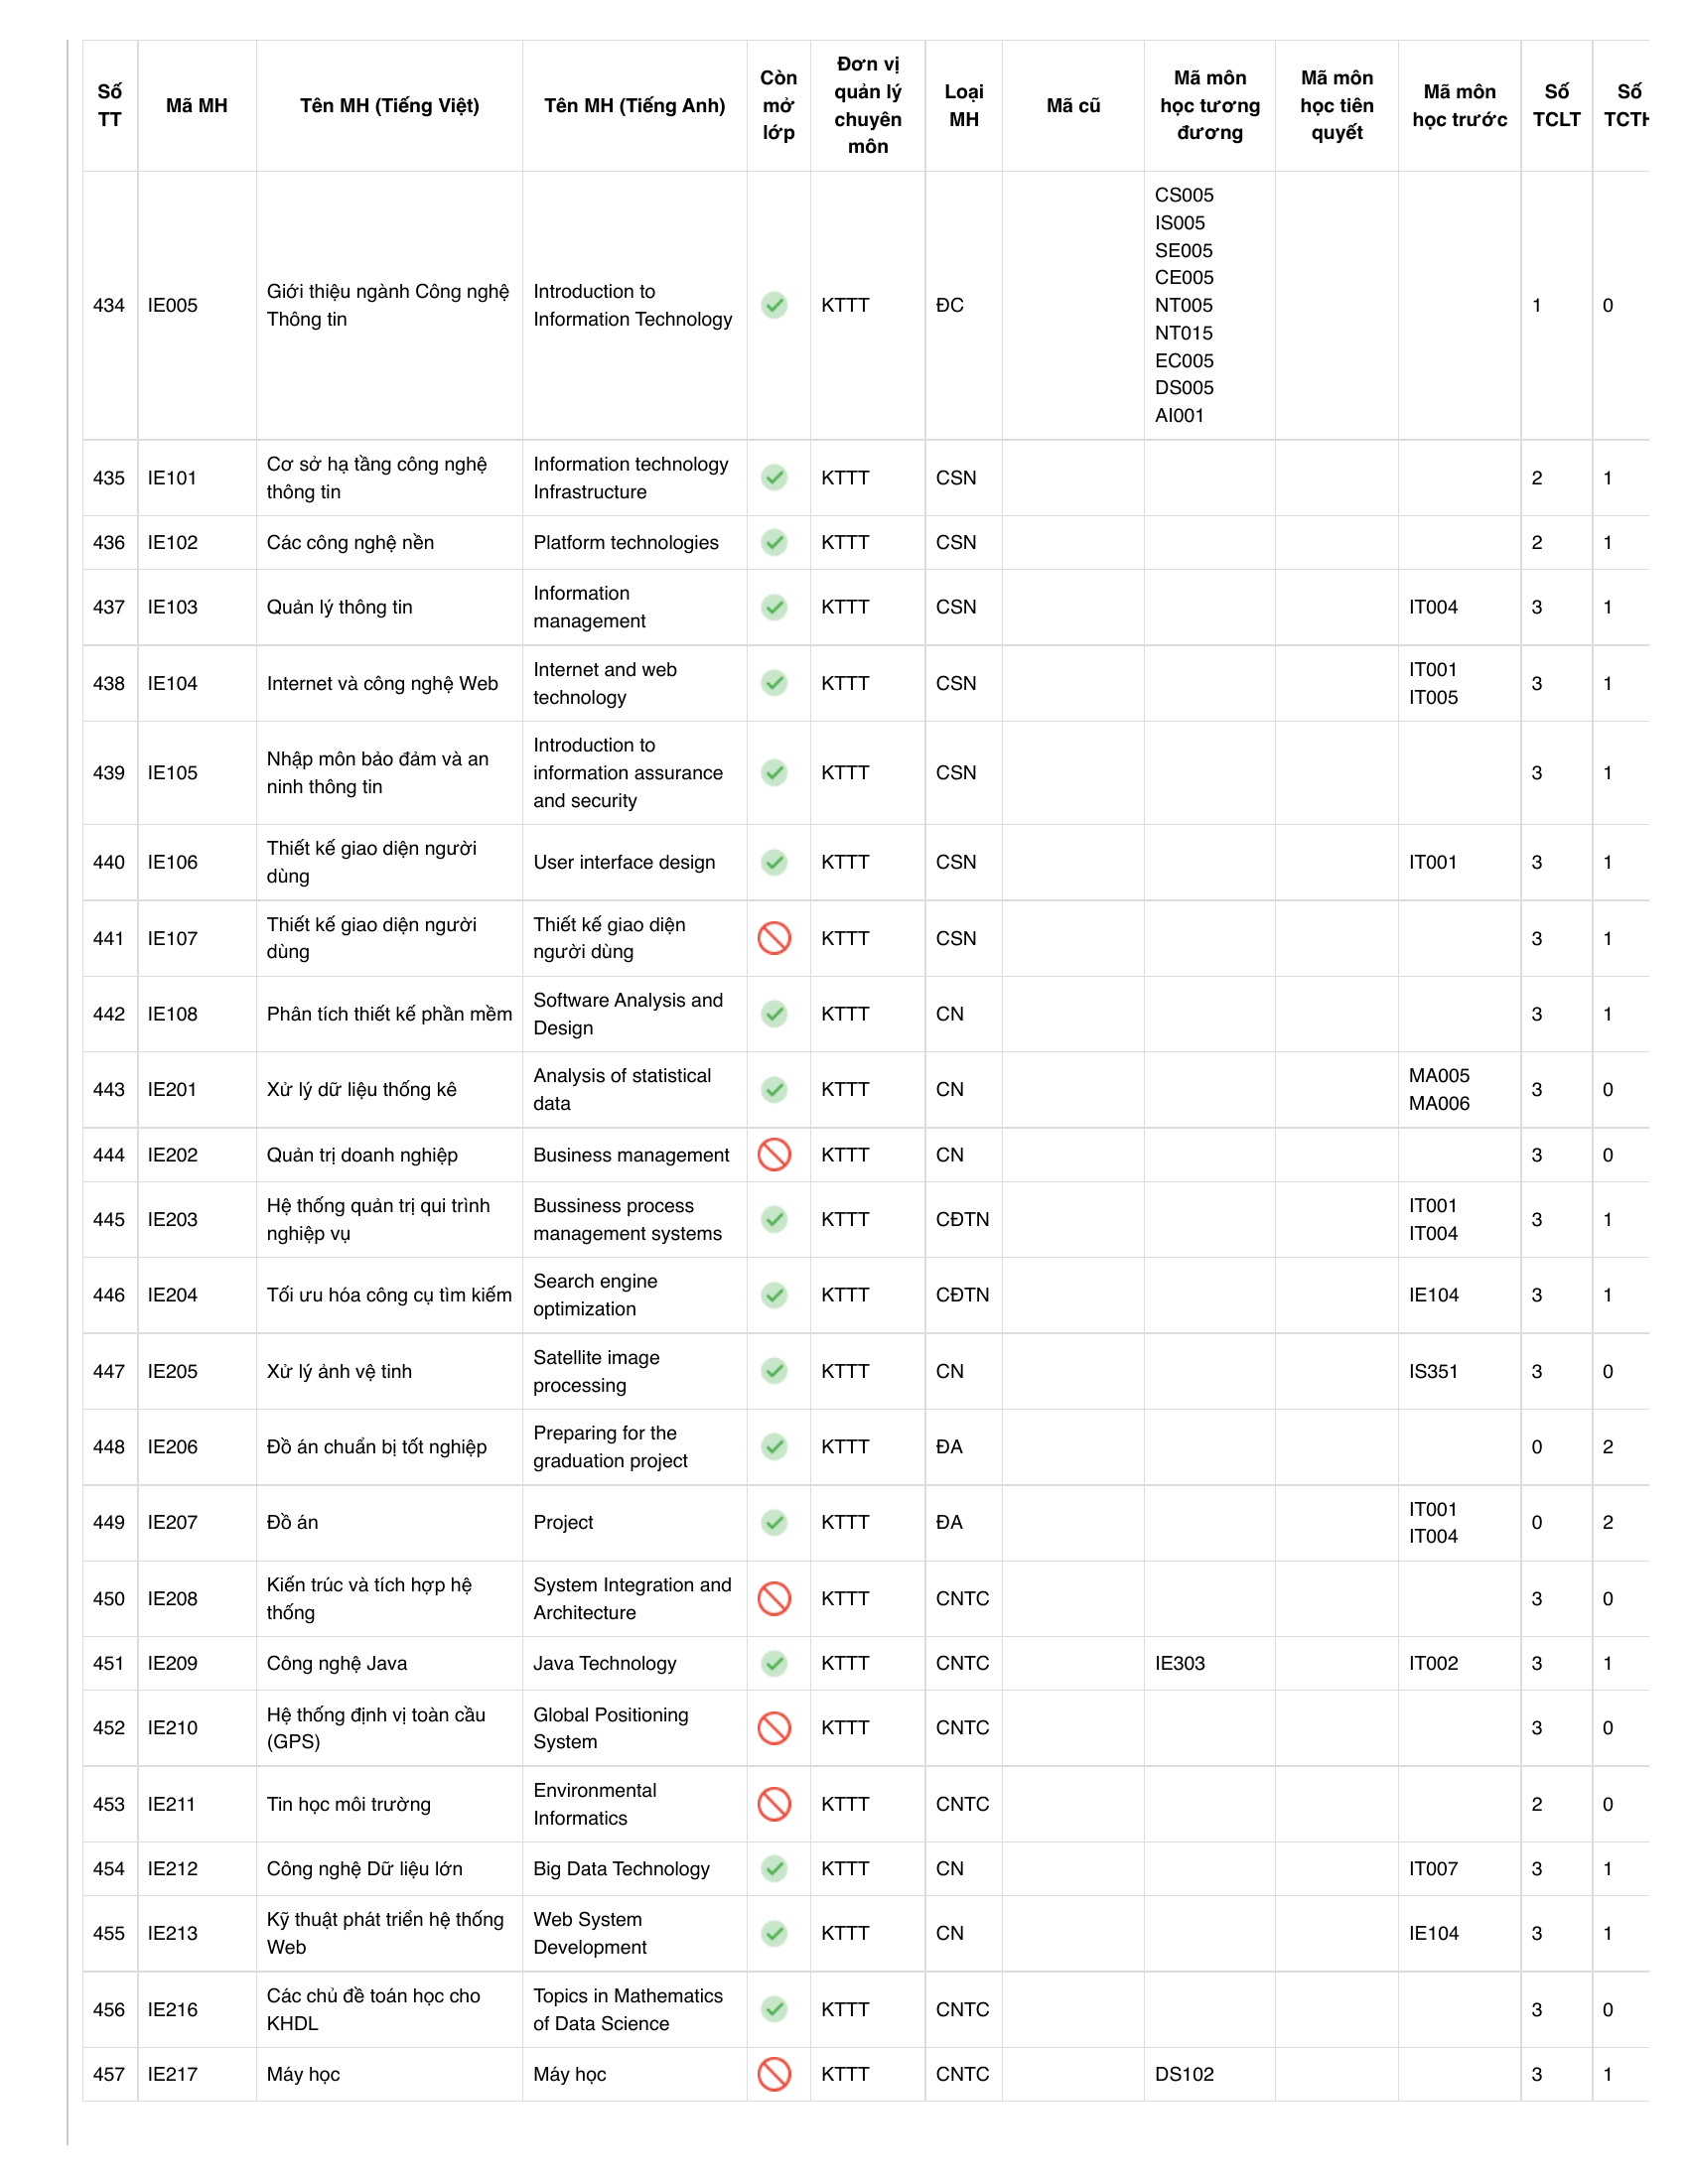 Số TT | Mã MH | Tên MH (Tiếng Việt) | Tên MH (Tiếng Anh) | Còn mở lớp | Đơn vị quản lý chuyên môn | Loại MH | Mã cũ | Mã môn học tương đương | Mã môn học tiên quyết | Mã môn học trước | Số TCLT | Số TCTH
434 | IE005 | Giới thiệu ngành Công nghệ Thông tin | Introduction to Information Technology | KTTT | ĐC | CS005 IS005 SE005 CE005 NT005 NT015 EC005 DS005 AI001 | 1 | 0
435 | IE101 | Cơ sở hạ tầng công nghệ thông tin | Information technology Infrastructure | KTTT | CSN | 2 | 1
436 | IE102 | Các công nghệ nền | Platform technologies | KTTT | CSN | 2 | 1
437 | IE103 | Quản lý thông tin | Information management | KTTT | CSN | IT004 | 3 | 1
438 | IE104 | Internet và công nghệ Web | Internet and web technology | KTTT | CSN | IT001 IT005 | 3 | 1
439 | IE105 | Nhập môn bảo đảm và an ninh thông tin | Introduction to information assurance and security | KTTT | CSN | 3 | 1
440 | IE106 | Thiết kế giao diện người dùng | User interface design | KTTT | CSN | IT001 | 3 | 1
441 | IE107 | Thiết kế giao diện người dùng | Thiết kế giao diện người dùng | KTTT | CSN | 3 | 1
442 | IE108 | Phân tích thiết kế phần mềm | Software Analysis and Design | KTTT | CN | 3 | 1
443 | IE201 | Xử lý dữ liệu thống kê | Analysis of statistical data | KTTT | CN | MA005 MA006 | 3 | 0
444 | IE202 | Quản trị doanh nghiệp | Business management | KTTT | CN | 3 | 0
445 | IE203 | Hệ thống quản trị qui trình nghiệp vụ | Bussiness process management systems | KTTT | CĐTN | IT001 IT004 | 3 | 1
446 | IE204 | Tối ưu hóa công cụ tìm kiếm | Search engine optimization | KTTT | CĐTN | IE104 | 3 | 1
447 | IE205 | Xử lý ảnh vệ tinh | Satellite image processing | KTTT | CN | IS351 | 3 | 0
448 | IE206 | Đồ án chuẩn bị tốt nghiệp | Preparing for the graduation project | KTTT | ĐA | 0 | 2
449 | IE207 | Đồ án | Project | KTTT | ĐA | IT001 IT004 | 0 | 2
450 | IE208 | Kiến trúc và tích hợp hệ thống | System Integration and Architecture | KTTT | CNTC | 3 | 0
451 | IE209 | Công nghệ Java | Java Technology | KTTT | CNTC | IE303 | IT002 | 3 | 1
452 | IE210 | Hệ thống định vị toàn cầu (GPS) | Global Positioning System | KTTT | CNTC | 3 | 0
453 | IE211 | Tin học môi trường | Environmental Informatics | KTTT | CNTC | 2 | 0
454 | IE212 | Công nghệ Dữ liệu lớn | Big Data Technology | KTTT | CN | IT007 | 3 | 1
455 | IE213 | Kỹ thuật phát triển hệ thống Web | Web System Development | KTTT | CN | IE104 | 3 | 1
456 | IE216 | Các chủ đề toán học cho KHDL | Topics in Mathematics of Data Science | KTTT | CNTC | 3 | 0
457 | IE217 | Máy học | Máy học | KTTT | CNTC | DS102 | 3 | 1